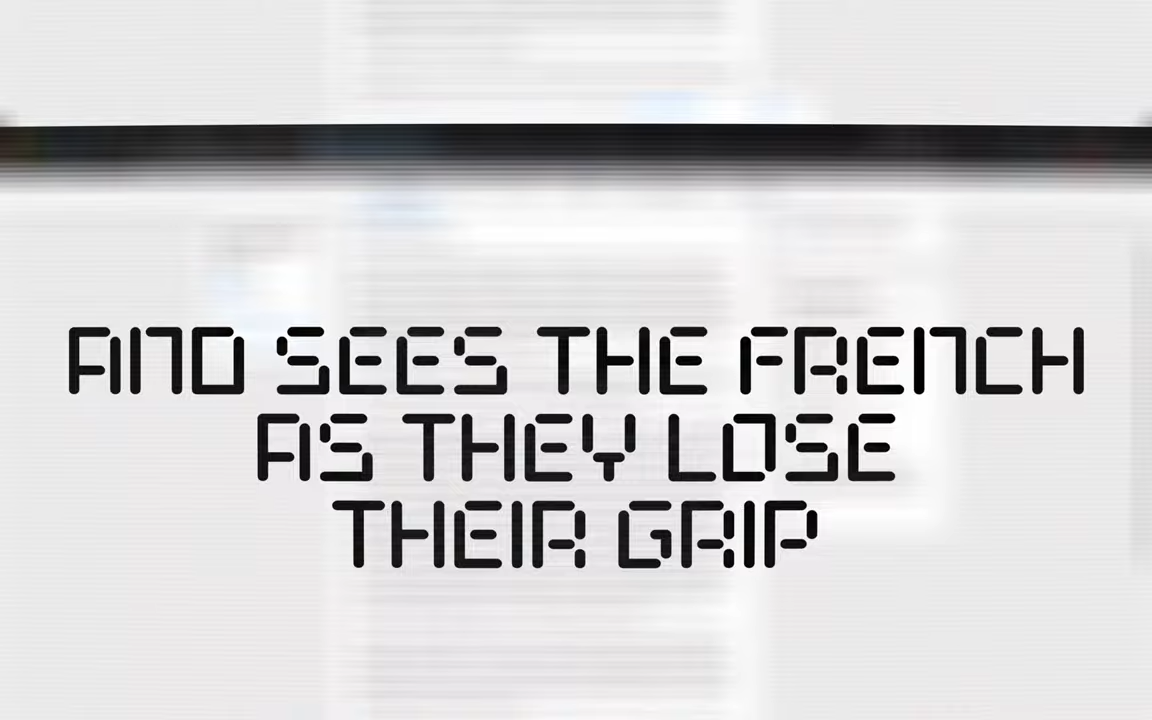 AND SEES THE FRENCH
AS THEY LOSE
THEIR GRIP